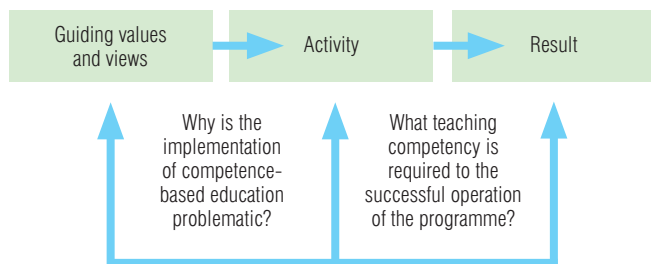 Guiding values
and views
Activity
Result
Why is the
implementation
of competence-
based education
problematic?
What teaching
competency is
required to the
successful operation
of the programme?